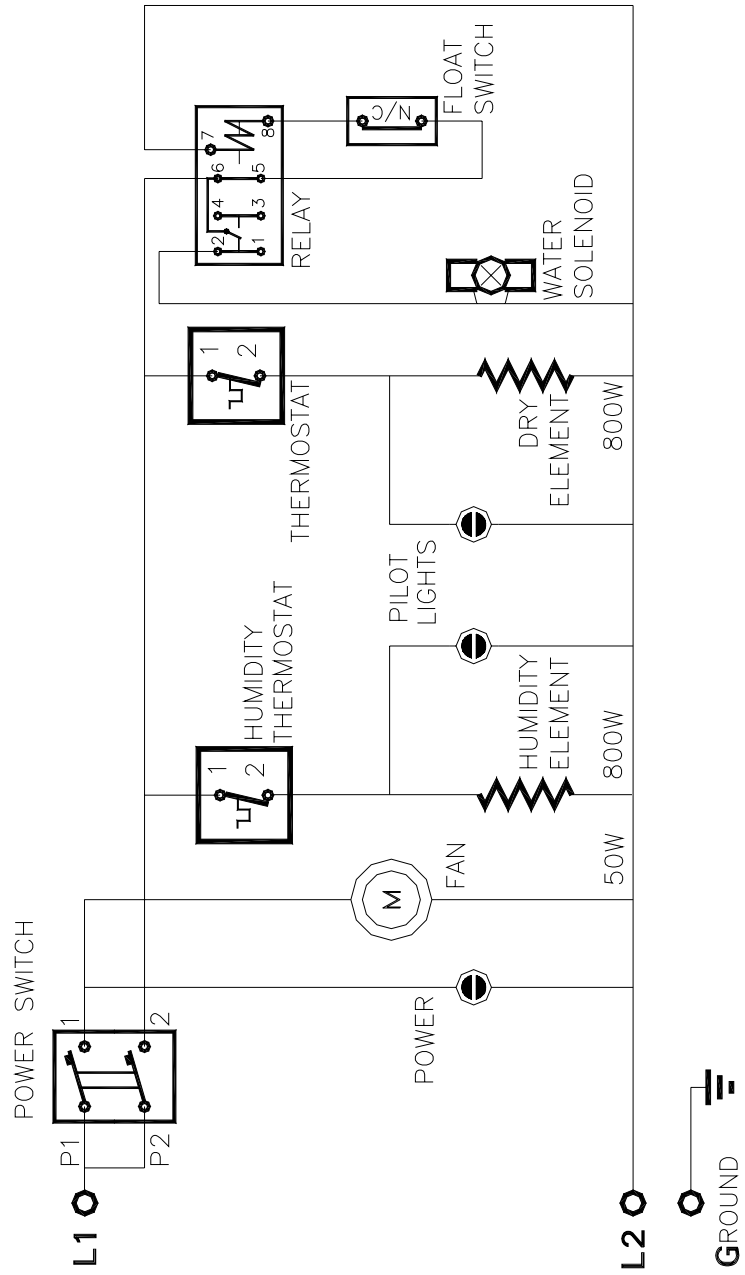 L1
L2
GROUND
P1
P2
POWER SWITCH
1
2
POWER
M
FAN
50W
HUMIDITY
THERMOSTAT
1
2
HUMIDITY
ELEMENT
800W
PILOT
LIGHTS
THERMOSTAT
1
2
DRY
ELEMENT
800W
WATER
SOLENOID
RELAY
2
4
6
7
1
3
5
8
N/C
FLOAT
SWITCH